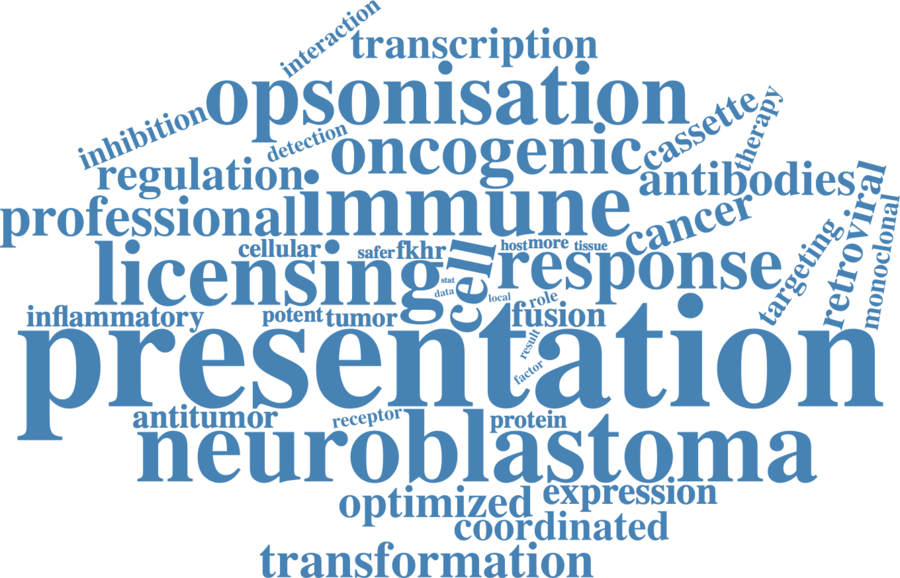 interaction
transcription
opsonisation
inhibition
detection
cassette
therapy
oncogenic
regulation
antibodies
immune
professional
cancer
retroviral
monoclonal
targeting
cellular
safer
fkhr
cell
host
more
tissue
licensing
response
stat
data
local
role
inflammatory
potent
tumor
fusion
presentation
result
factor
antitumor
receptor
protein
neuroblastoma
optimized
expression
coordinated
transformation